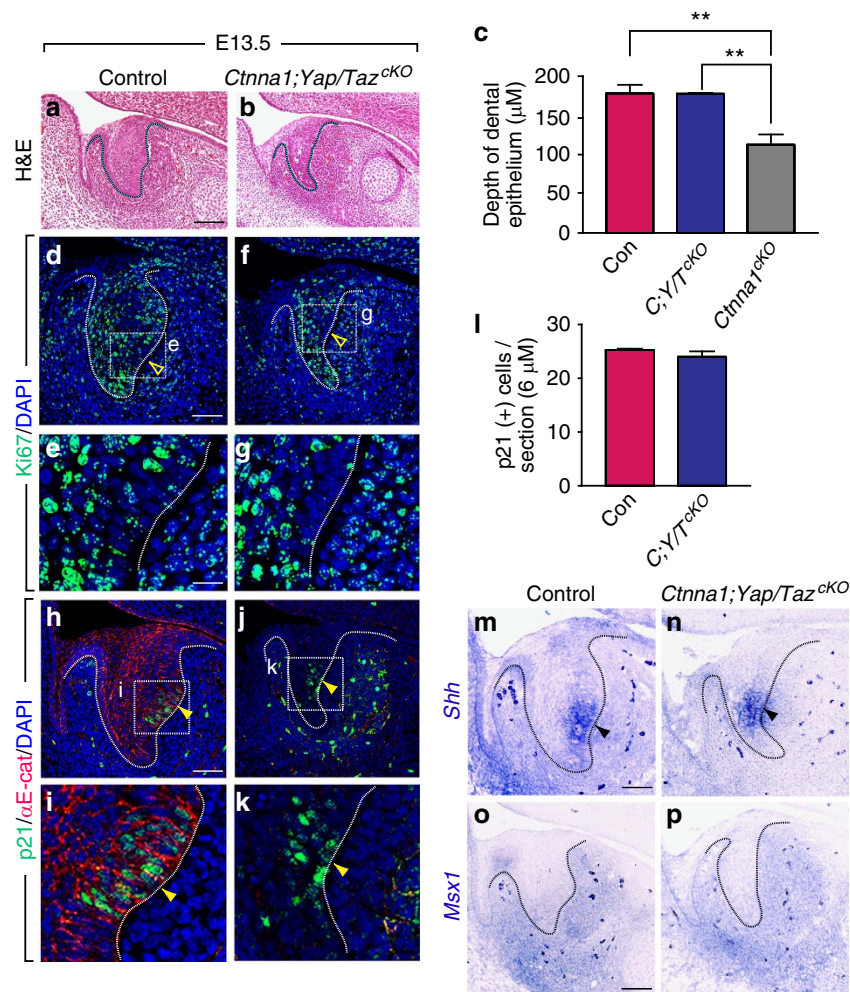 E13.5
Control
Ctnna1;Yap/Taz cKO
H&E
a
b
Ki67/DAPI
d
e
f
g
e
g
p21/αE-cat/DAPI
h
i
j
k
i
k
c
**
**
Depth of dental
epithelium (μM)
200
150
100
50
0
Con
C;Y/T cKO
Ctnna1 cKO
l
p21 (+) cells /
section (6 μM)
30
20
10
0
Con
C;Y/T cKO
Control
Ctnna1;Yap/Taz cKO
Shh
m
n
Msx1
o
p